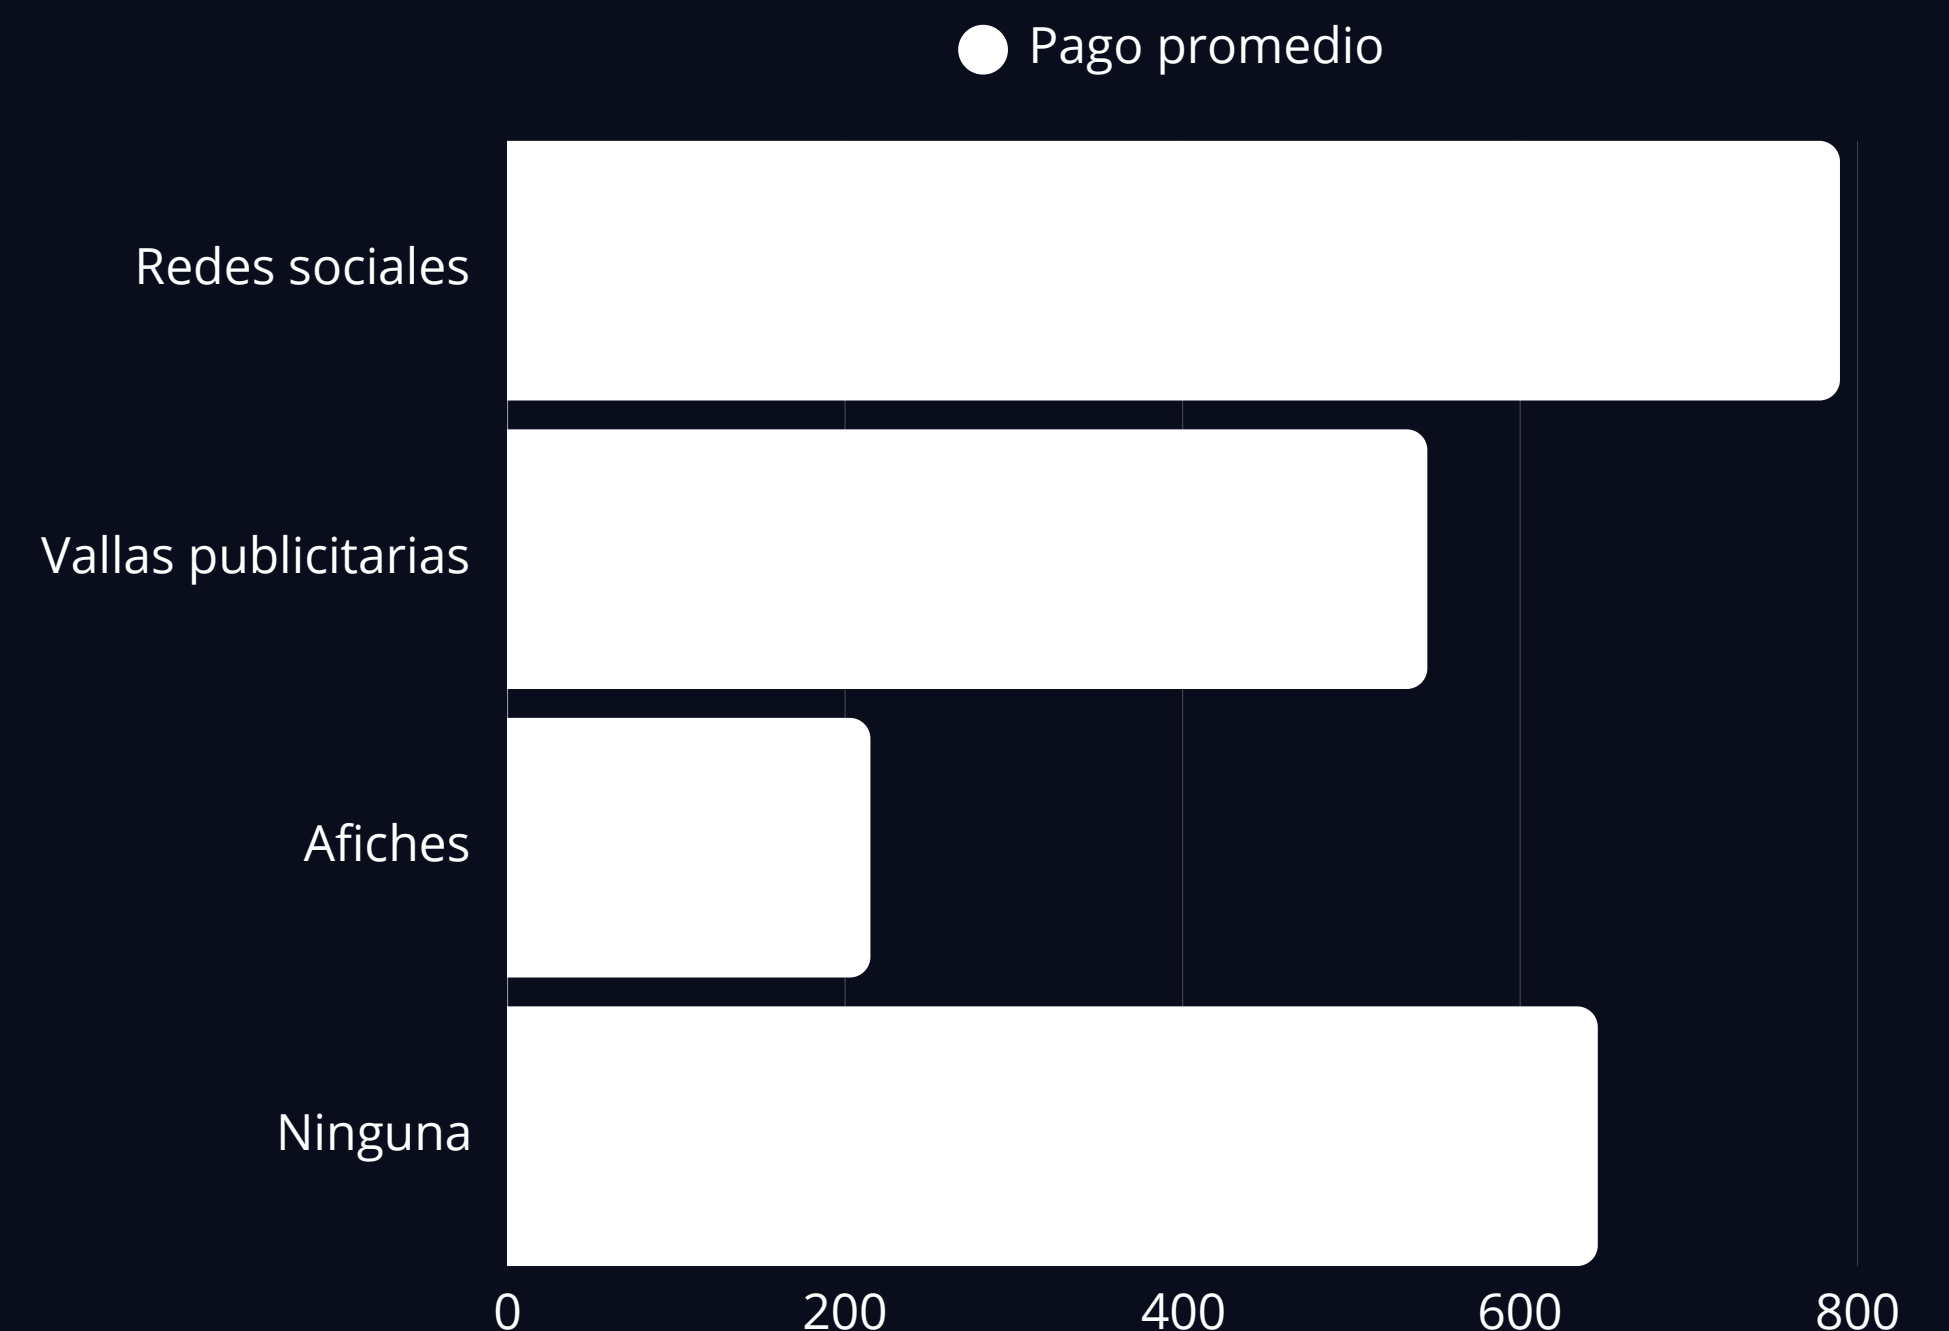 Pago promedio
Redes sociales
Vallas publicitarias
Afiches
Ninguna
0 200 400 600 800